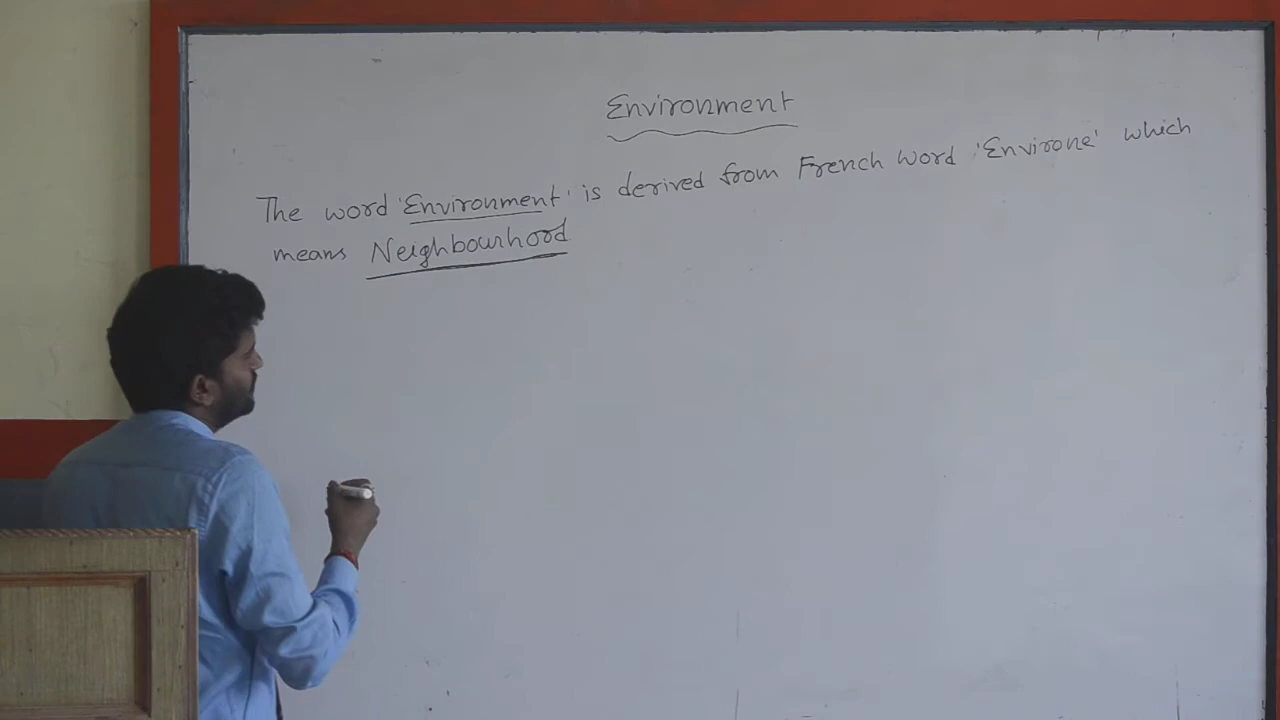 Environment
The word 'Environment' is derived from French Word 'Environe' which
means Neighbourhood